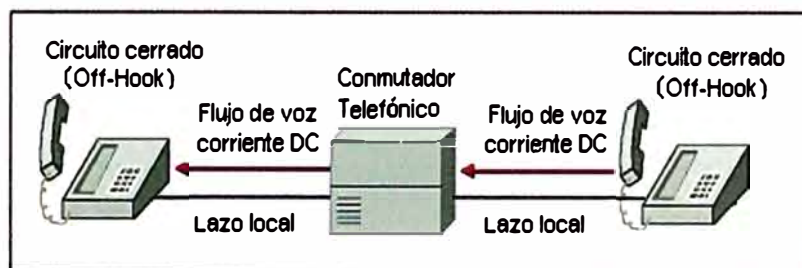 Circuito cerrado
(Off-Hook)
Flujo de voz
corriente DC
Lazo local
Conmutador
Telefónico
Flujo de voz
corriente DC
Lazo local
Circuito cerrado
(Off-Hook)